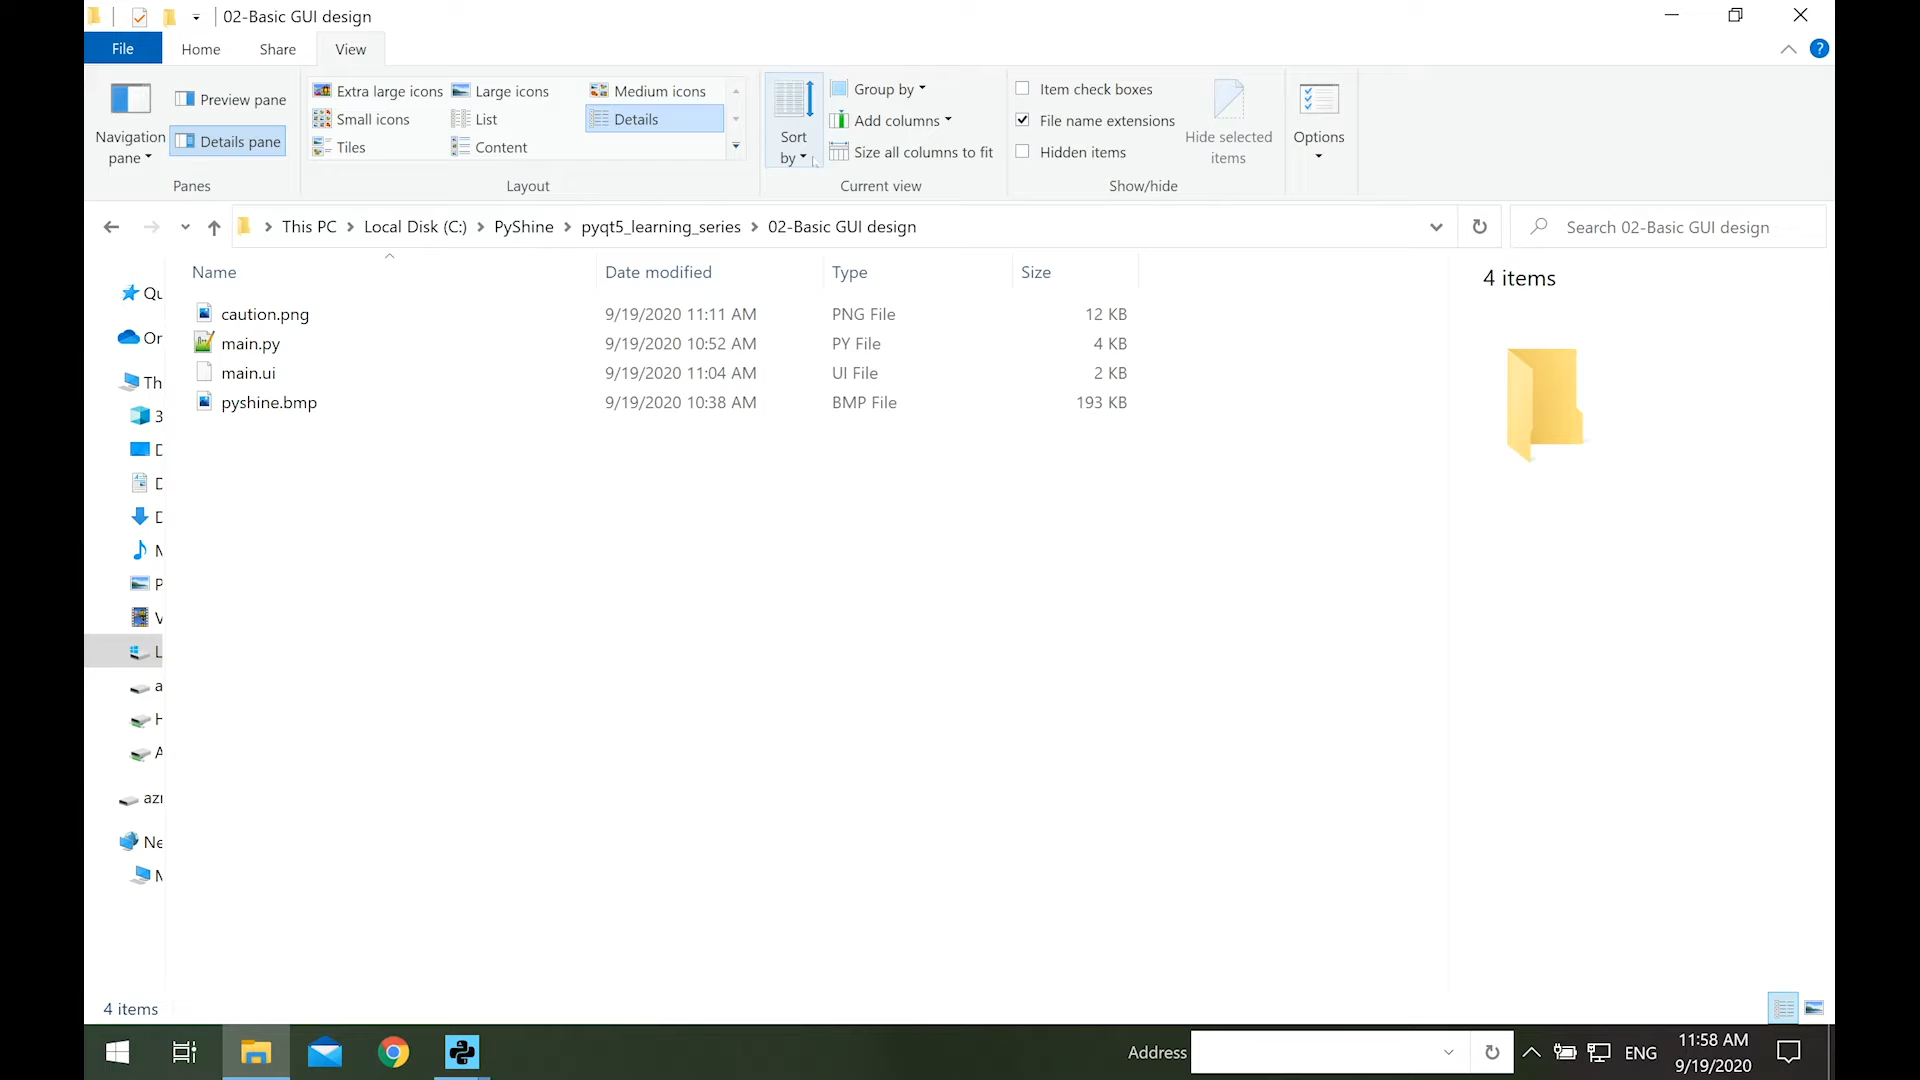 02-Basic GUI design
File Home Share View
Navigation pane
Preview pane
Details pane
Panes
Extra large icons Large icons Medium icons
Small icons List Details
Tiles Content
Layout
Sort by
Group by
Add columns
Size all columns to fit
Current view
Item check boxes
File name extensions
Hidden items
Hide selected items
Show/hide
Options
This PC Local Disk (C:) PyShine pyqt5_learning_series 02-Basic GUI design
Search 02-Basic GUI design
Name Date modified Type Size
caution.png 9/19/2020 11:11 AM PNG File 12 KB
main.py 9/19/2020 10:52 AM PY File 4 KB
main.ui 9/19/2020 11:04 AM UI File 2 KB
pyshine.bmp 9/19/2020 10:38 AM BMP File 193 KB
4 items
4 items
Address
ENG
11:58 AM
9/19/2020